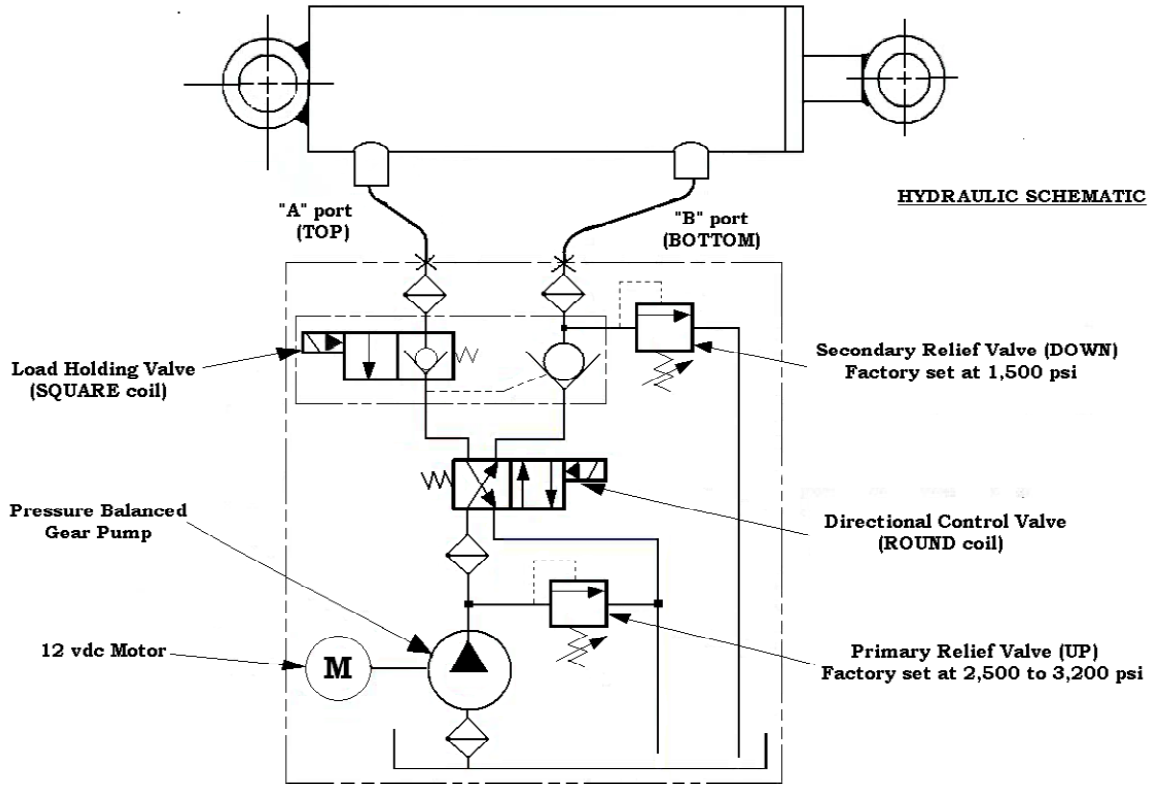 "A" port
(TOP)
"B" port
(BOTTOM)
HYDRAULIC SCHEMATIC
Load Holding Valve
(SQUARE coil)
Secondary Relief Valve (DOWN)
Factory set at 1,500 psi
Pressure Balanced
Gear Pump
Directional Control Valve
(ROUND coil)
12 vdc Motor
M
Primary Relief Valve (UP)
Factory set at 2,500 to 3,200 psi